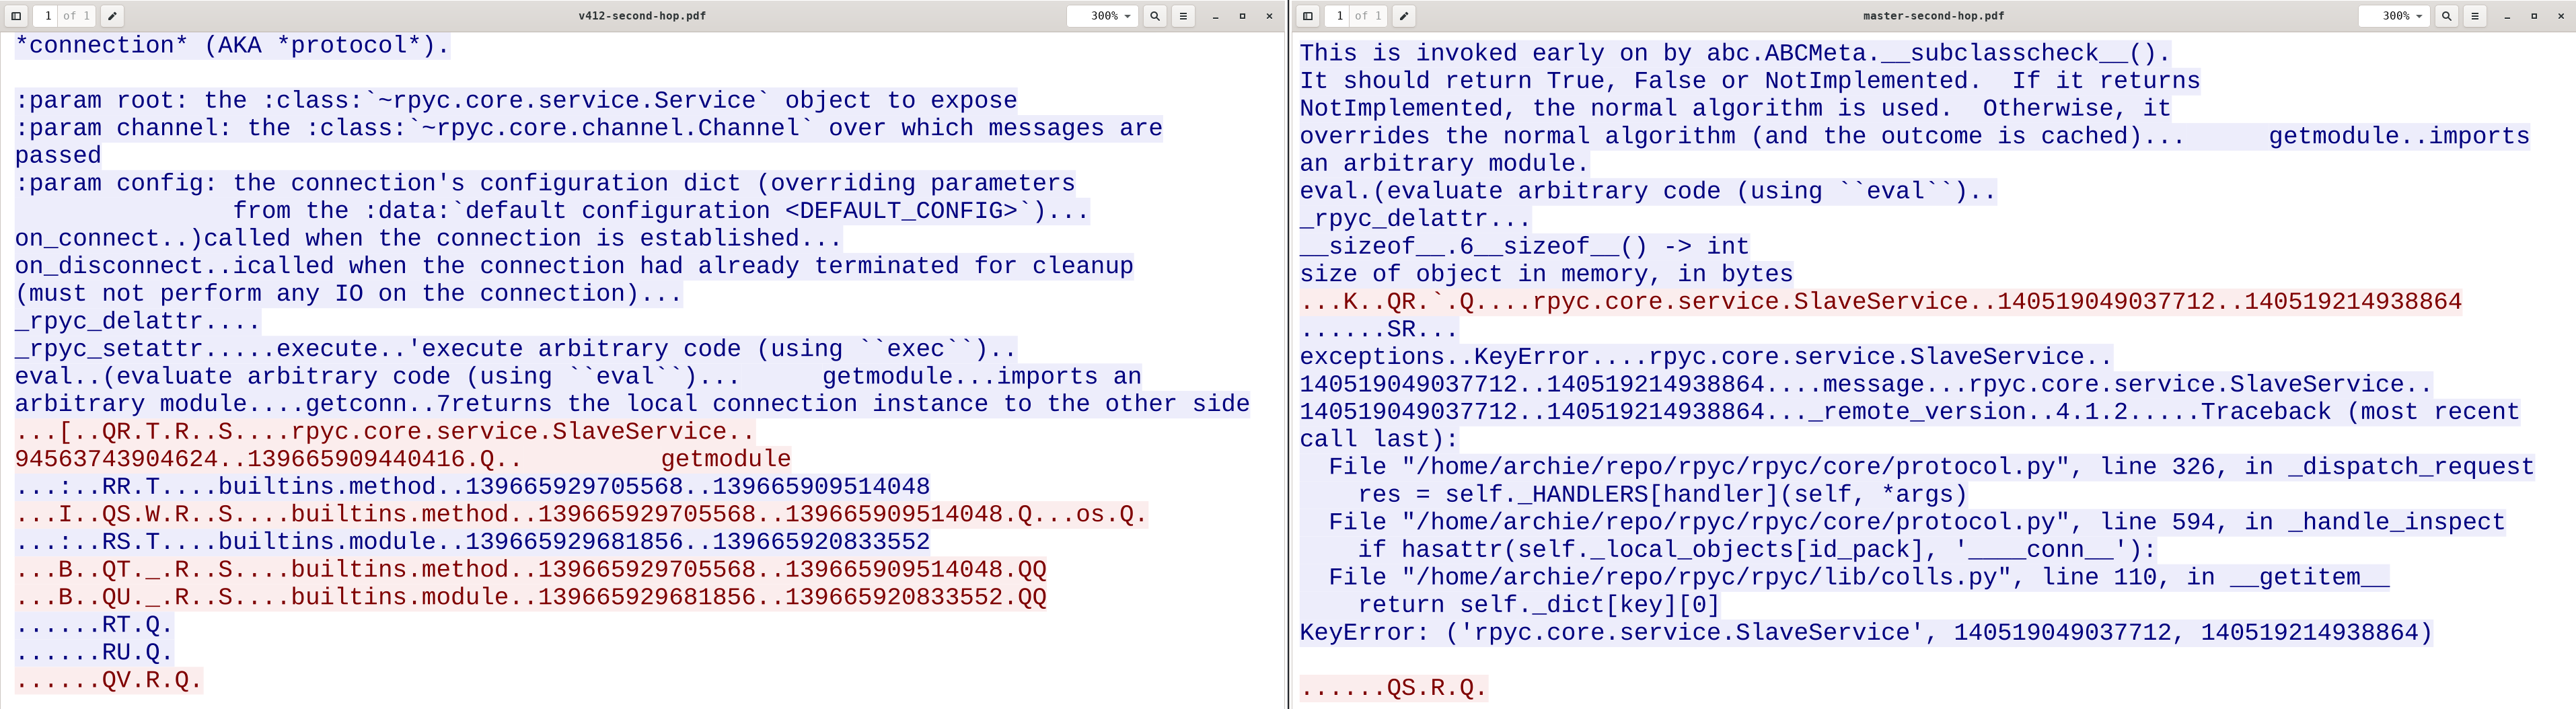 1 of 1
v412-second-hop.pdf
300%
*connection* (AKA *protocol*).
:param root: the :class:`~rpyc.core.service.Service` object to expose
:param channel: the :class:`~rpyc.core.channel.Channel` over which messages are
passed
:param config: the connection's configuration dict (overriding parameters
from the :data:`default configuration <DEFAULT_CONFIG>`)...
on_connect..)called when the connection is established...
on_disconnect..icalled when the connection had already terminated for cleanup
(must not perform any IO on the connection)...
_rpyc_delattr....
_rpyc_setattr.....execute..'execute arbitrary code (using ``exec``)..
eval..(evaluate arbitrary code (using ``eval``)... getmodule...imports an
arbitrary module....getconn..7returns the local connection instance to the other side
...[..QR.T.R..S....rpyc.core.service.SlaveService..
94563743904624..139665909440416.Q.. getmodule
...:..RR.T....builtins.method..139665929705568..139665909514048
...I..QS.W.R..S....builtins.method..139665929705568..139665909514048.Q...os.Q.
...:..RS.T....builtins.module..139665929681856..139665920833552
...B..QT._.R..S....builtins.method..139665929705568..139665909514048.QQ
...B..QU._.R..S....builtins.module..139665929681856..139665920833552.QQ
......RT.Q.
......RU.Q.
......QV.R.Q.
1 of 1
master-second-hop.pdf
300%
This is invoked early on by abc.ABCMeta.__subclasscheck__().
It should return True, False or NotImplemented.  If it returns
NotImplemented, the normal algorithm is used.  Otherwise, it
overrides the normal algorithm (and the outcome is cached)... getmodule..imports
an arbitrary module.
eval.(evaluate arbitrary code (using ``eval``)..
_rpyc_delattr...
__sizeof__.6__sizeof__() -> int
size of object in memory, in bytes
...K..QR.`.Q....rpyc.core.service.SlaveService..140519049037712..140519214938864
......SR...
exceptions..KeyError....rpyc.core.service.SlaveService..
140519049037712..140519214938864....message...rpyc.core.service.SlaveService..
140519049037712..140519214938864..._remote_version..4.1.2.....Traceback (most recent
call last):
File "/home/archie/repo/rpyc/rpyc/core/protocol.py", line 326, in _dispatch_request
res = self._HANDLERS[handler](self, *args)
File "/home/archie/repo/rpyc/rpyc/core/protocol.py", line 594, in _handle_inspect
if hasattr(self._local_objects[id_pack], '____conn__'):
File "/home/archie/repo/rpyc/rpyc/lib/colls.py", line 110, in __getitem__
return self._dict[key][0]
KeyError: ('rpyc.core.service.SlaveService', 140519049037712, 140519214938864)
......QS.R.Q.